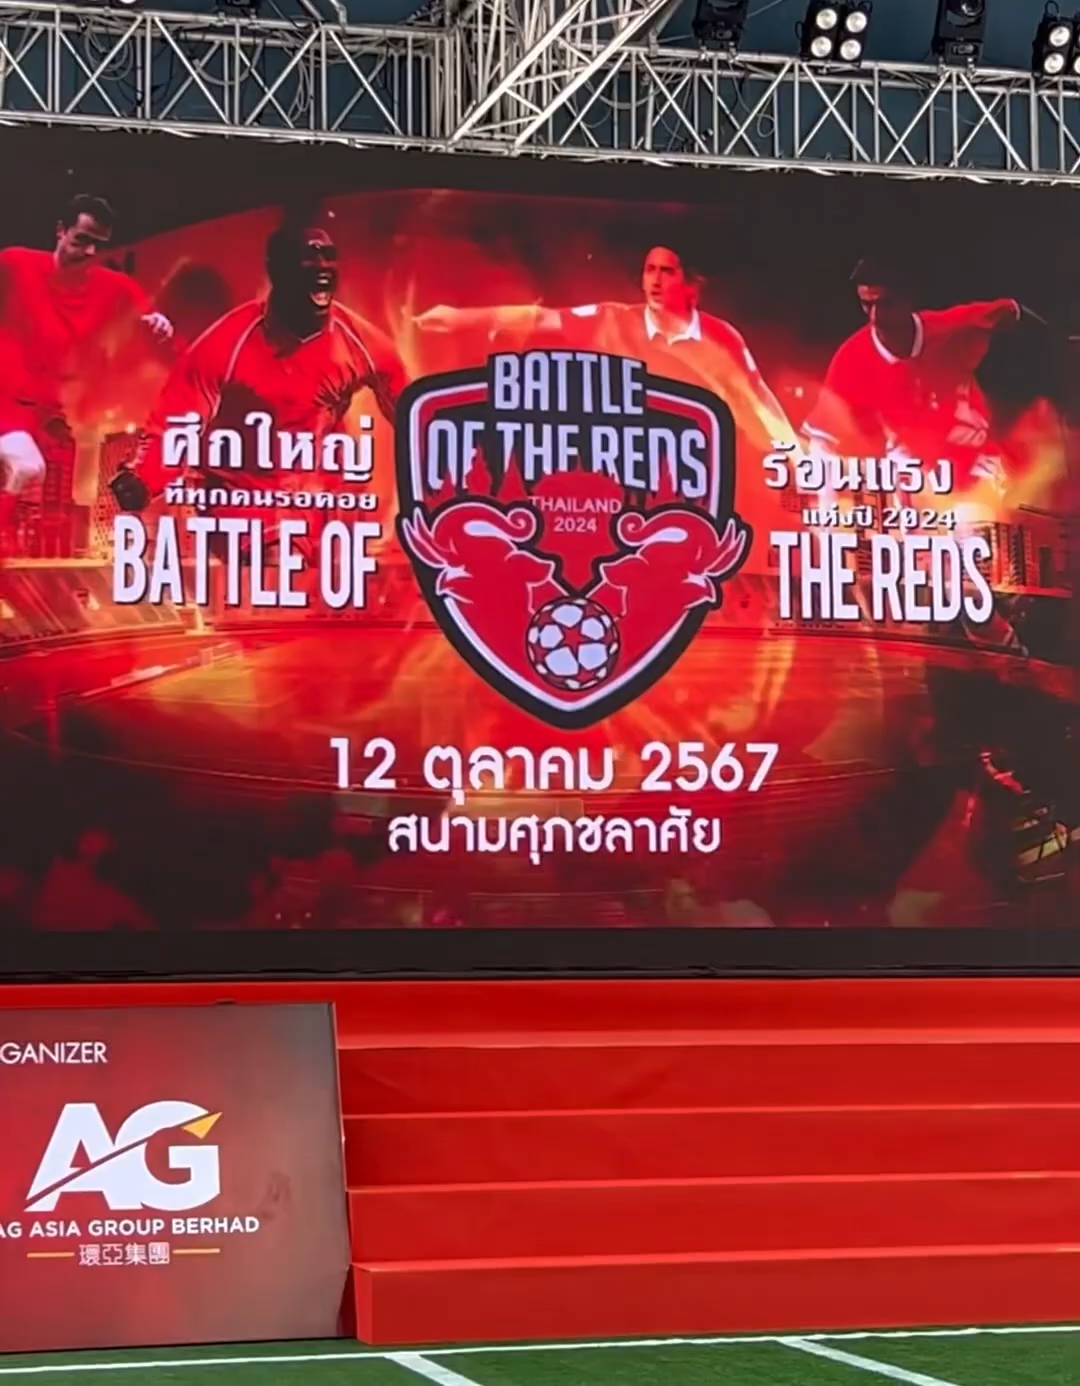 BATTLE
OF THE REDS
THAILAND
2024
ศึกใหญ่
ที่ทุกคนรอคอย
BATTLE OF
ร้อนแรง
แห่งปี 2024
THE REDS
12 ตุลาคม 2567
สนามศุภชลาศัย
GANIZER
AG
AG ASIA GROUP BERHAD
環亞集團